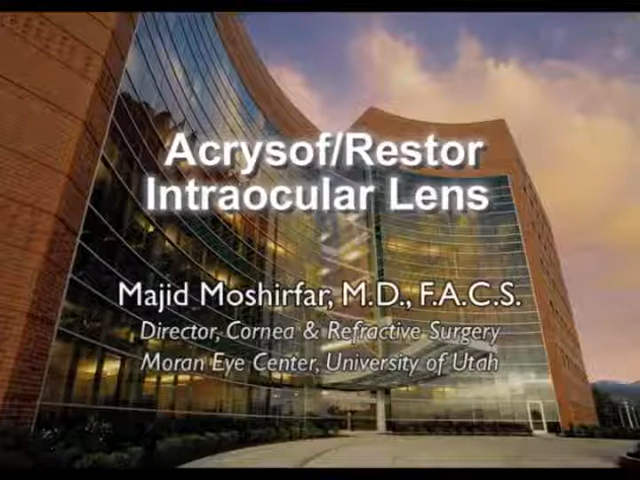 Acrysof/Restor
Intraocular Lens
Majid Moshirfar, M.D., F.A.C.S.
Director, Cornea & Refractive Surgery
Moran Eye Center, University of Utah